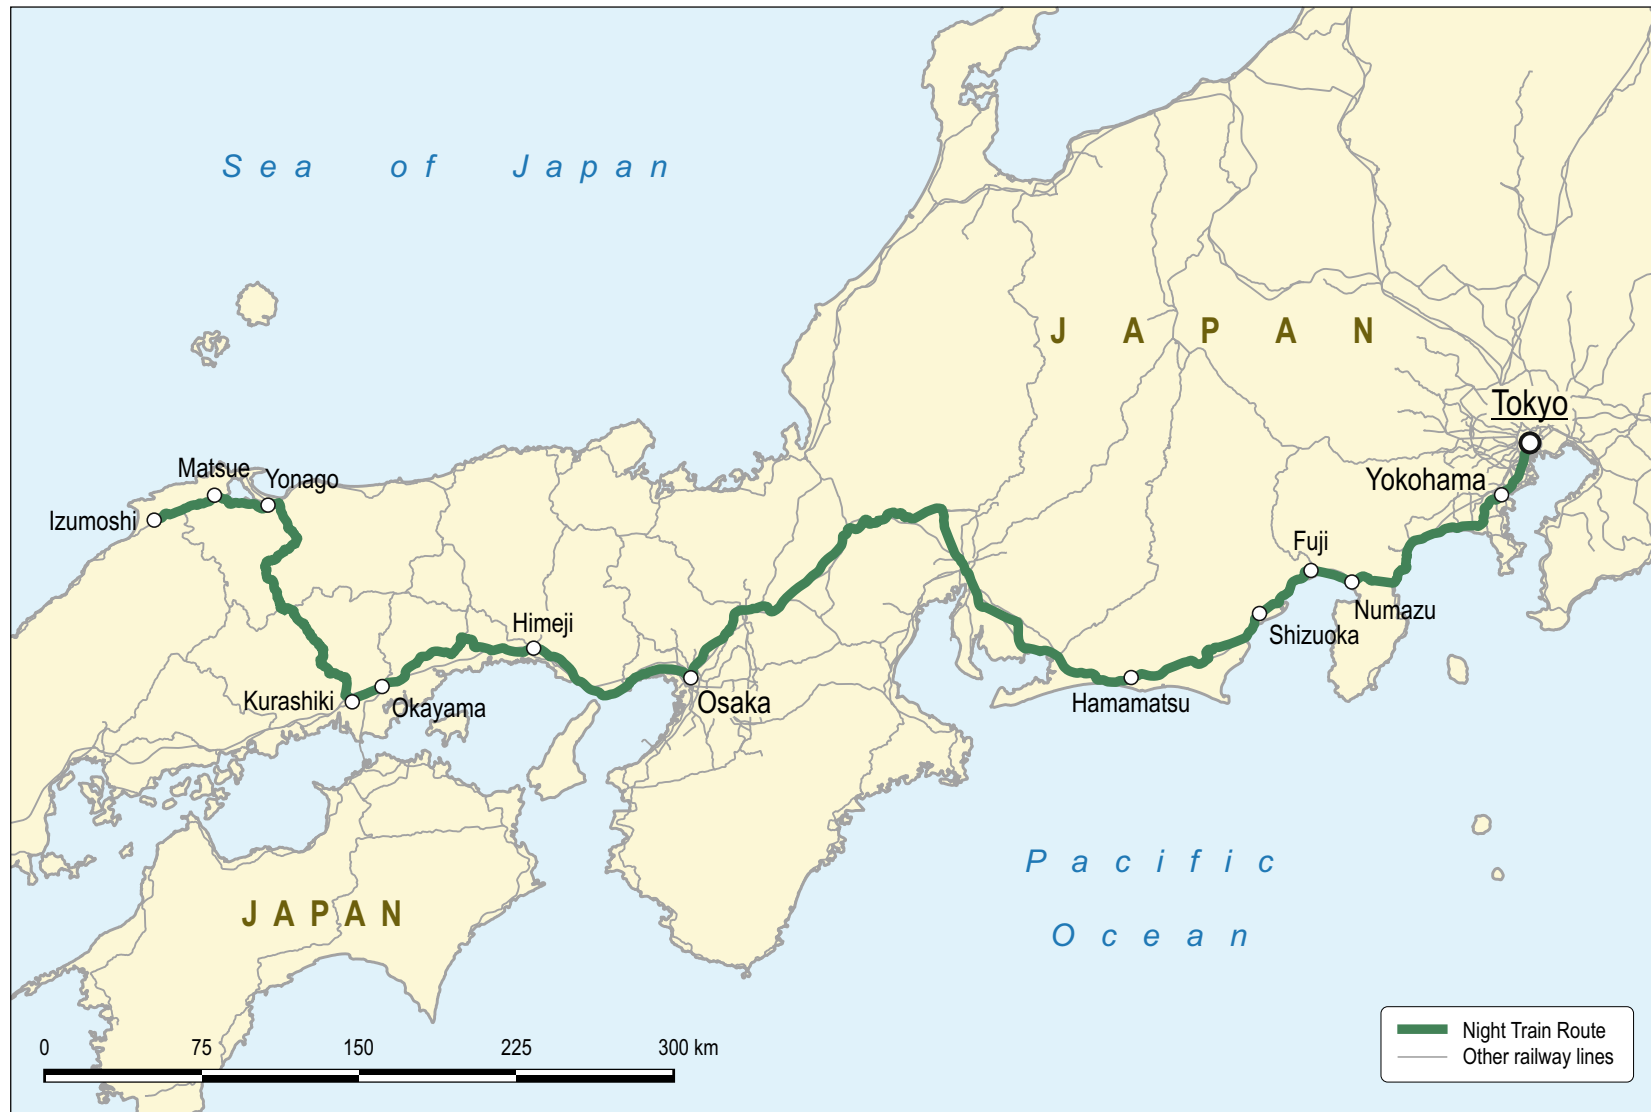 Sea of Japan
JAPAN
Tokyo
Yokohama
Matsue
Yonago
Izumoshi
Fuji
Numazu
Shizuoka
Himeji
Kurashiki
Okayama
Osaka
Hamamatsu
Pacific
Ocean
JAPAN
0 75 150 225 300 km
Night Train Route
Other railway lines